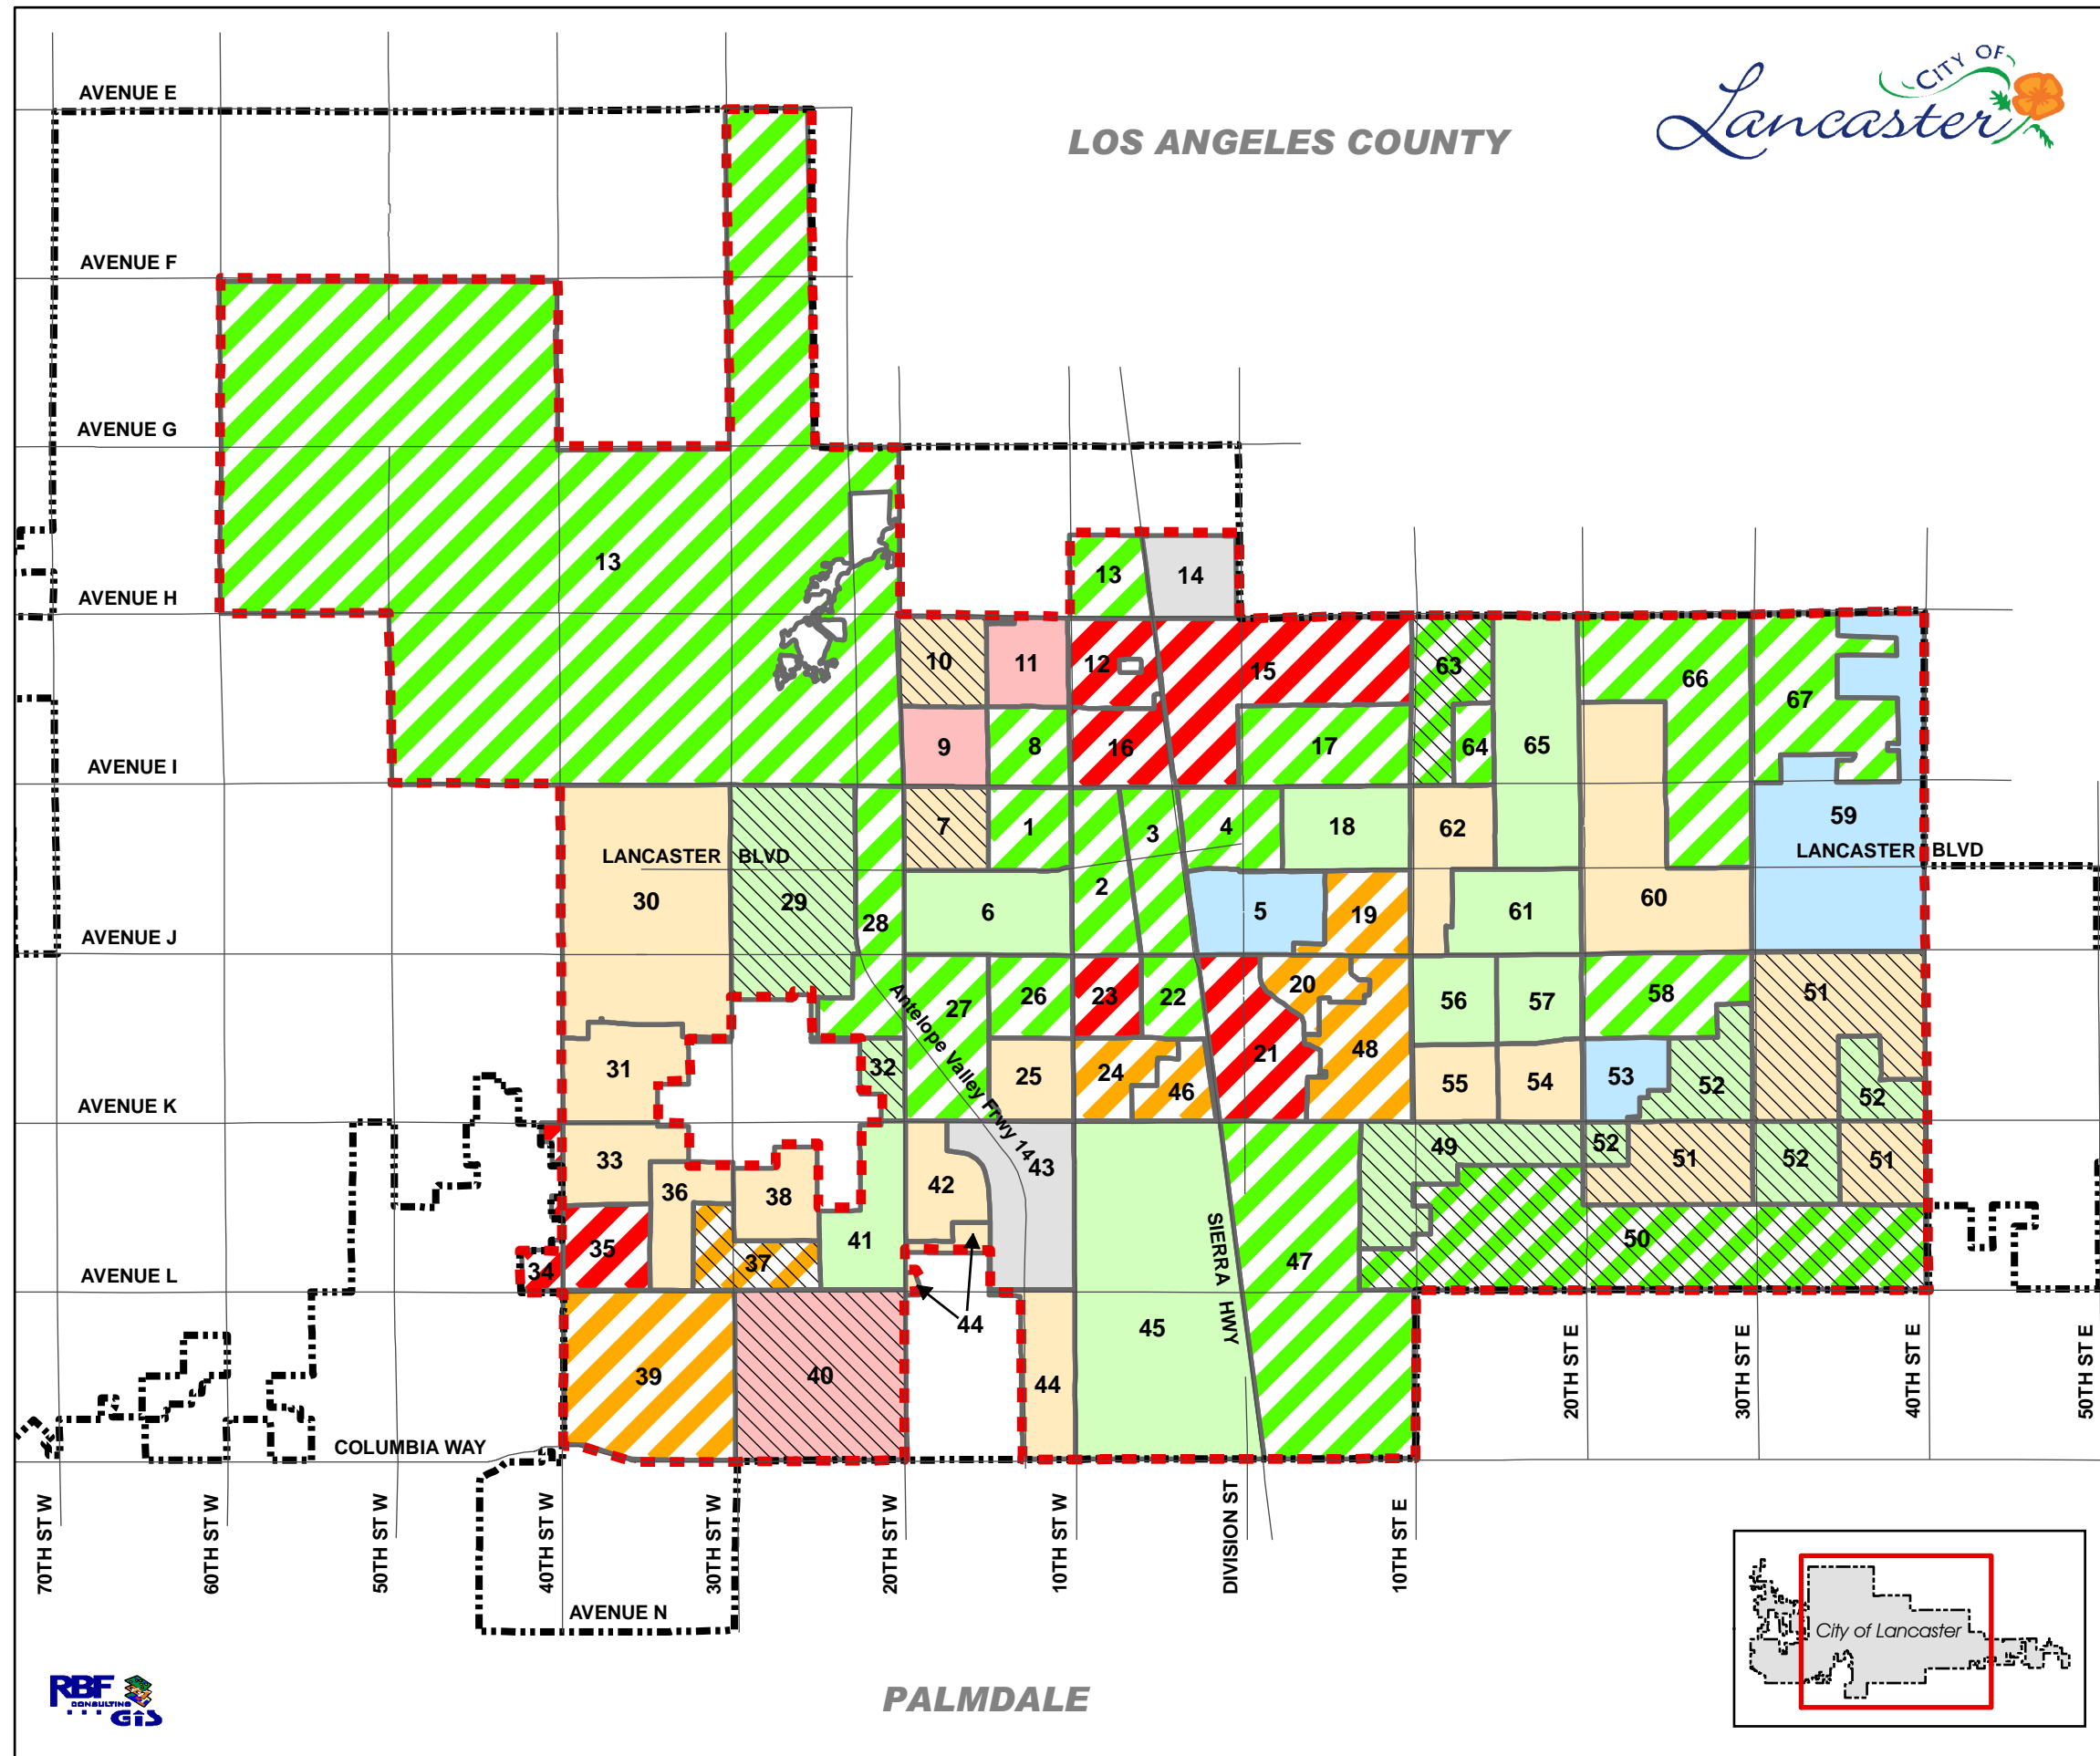 CITY OF
Lancaster
LOS ANGELES COUNTY
AVENUE E
AVENUE F
AVENUE G
AVENUE H
AVENUE I
AVENUE J
AVENUE K
AVENUE L
COLUMBIA WAY
AVENUE N
LANCASTER BLVD
LANCASTER BLVD
Antelope Valley Frwy 14
SIERRA HWY
13
13
14
10
11
12
15
63
66
67
9
8
16
17
64
65
7
1
3
4
18
62
59
30
29
28
6
2
5
19
61
60
27
26
23
22
20
56
57
58
51
31
32
25
24
46
21
48
55
54
53
52
52
33
36
38
42
43
49
52
51
52
51
35
34
37
41
47
50
44
45
39
40
44
70TH ST W
60TH ST W
50TH ST W
40TH ST W
30TH ST W
20TH ST W
10TH ST W
DIVISION ST
10TH ST E
20TH ST E
30TH ST E
40TH ST E
50TH ST E
PALMDALE
RBF
CONSULTING
GIS
City of Lancaster